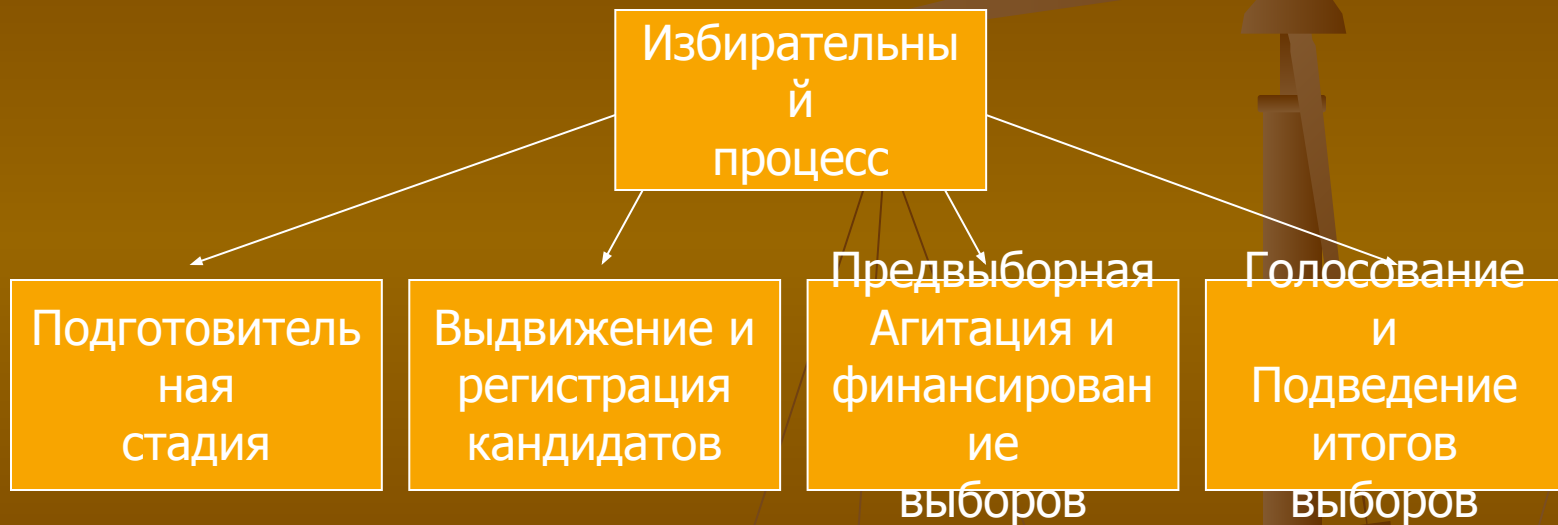 Избирательны
й
процесс
Подготовитель
ная
стадия
Выдвижение и
регистрация
кандидатов
Предвыборная
Агитация и
финансирован
ие
выборов
Голосование
и
Подведение
итогов
выборов